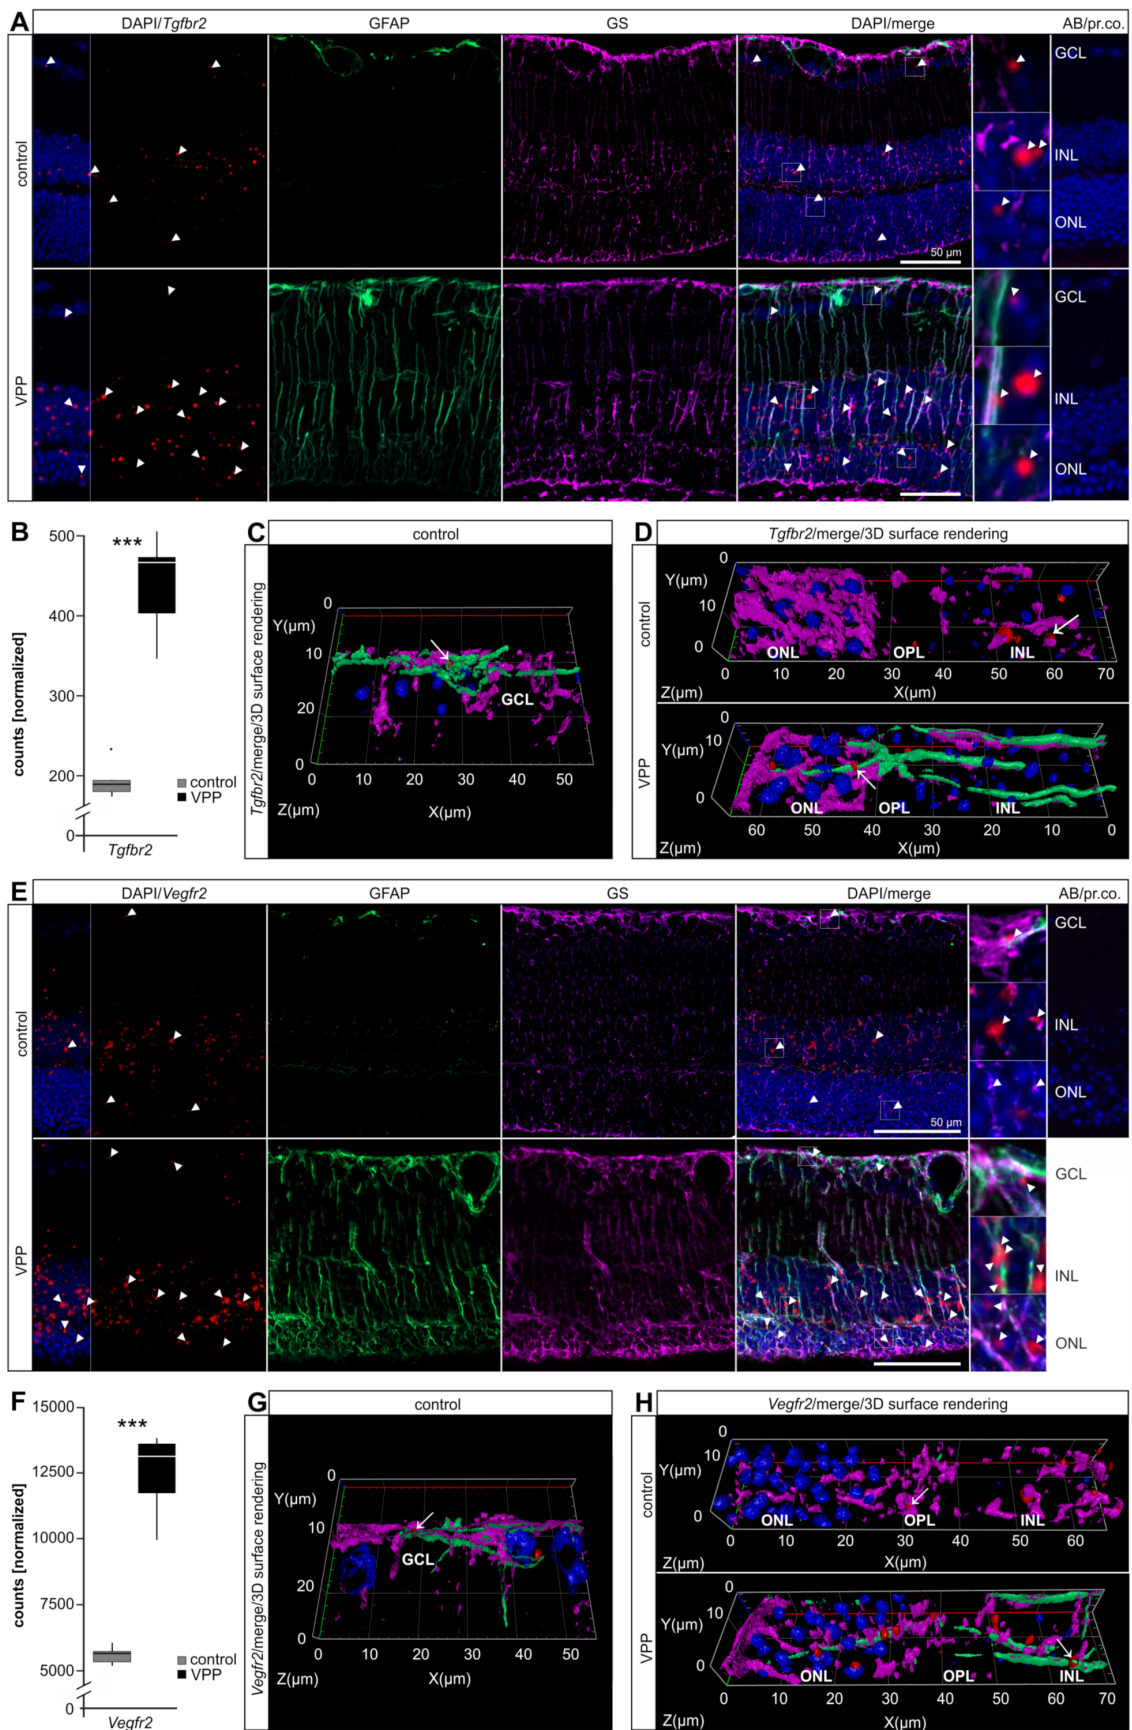 A
DAPI/Tgfbr2 GFAP GS DAPI/merge AB/pr.co.
control
GCL
INL
ONL
50 µm
VPP
GCL
INL
ONL
B
500
400
300
200
0
counts [normalized]
***
control
VPP
Tgfbr2
C
control
Tgfbr2/merge/3D surface rendering
0
Y(µm)
10
GCL
20
0
0 10 20 30 40 50
Z(µm) X(µm)
D
Tgfbr2/merge/3D surface rendering
control
0
Y(µm)
10
ONL OPL INL
0
0 10 20 30 40 50 60 70
Z(µm) X(µm)
VPP
0
Y(µm)
10
0
ONL OPL INL
60 50 40 30 20 10 0
Z(µm) X(µm)
E
DAPI/Vegfr2 GFAP GS DAPI/merge AB/pr.co.
control
GCL
INL
ONL
50 µm
VPP
GCL
INL
ONL
F
15000
12500
10000
7500
5000
0
counts [normalized]
***
control
VPP
Vegfr2
G
control
Vegfr2/merge/3D surface rendering
0
Y(µm)
10
GCL
20
0
0 10 20 30 40 50
Z(µm) X(µm)
H
Vegfr2/merge/3D surface rendering
control
0
10
Y(µm)
0
ONL OPL INL
0 10 20 30 40 50 60
Z(µm) X(µm)
VPP
0
10
Y(µm)
0
ONL OPL INL
0 10 20 30 40 50 60 70
Z(µm) X(µm)